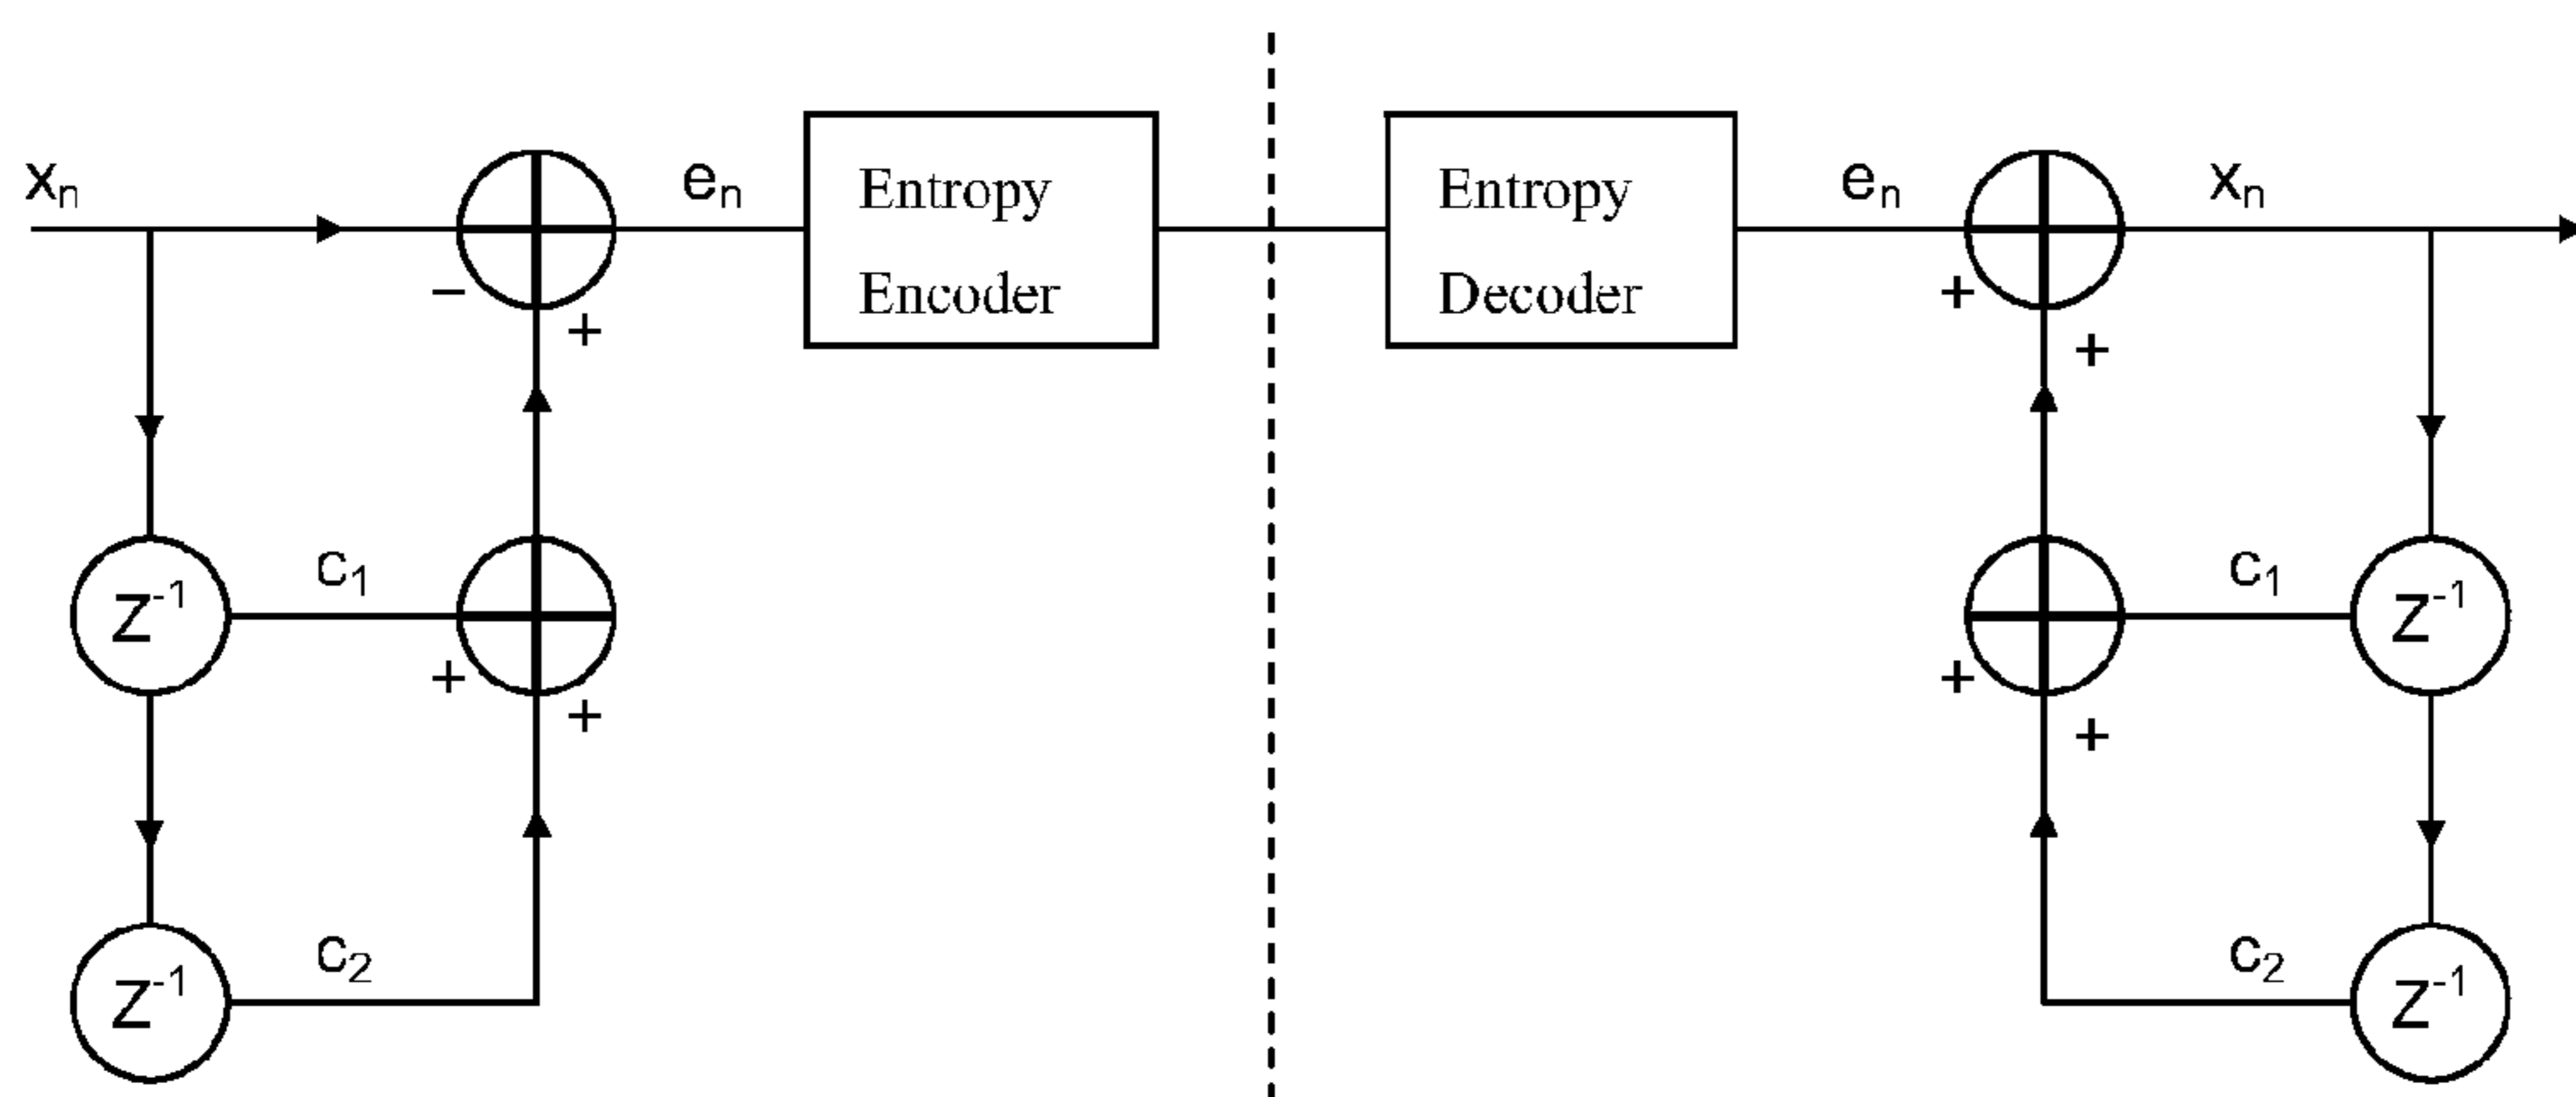 xₙ
eₙ
Entropy
Encoder
Entropy
Decoder
eₙ
xₙ
−
+
+
+
Z⁻¹
c₁
c₁
Z⁻¹
+
+
+
+
Z⁻¹
c₂
c₂
Z⁻¹